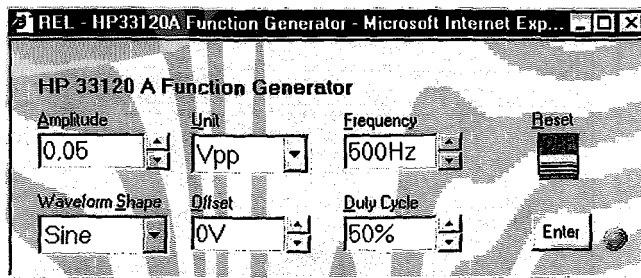 REL - HP33120A Function Generator - Microsoft Internet Exp...
HP 33120 A Function Generator
Amplitude Unit Frequency Reset
0,05 Vpp 500Hz
Waveform Shape Offset Duty Cycle
Sine 0V 50% Enter